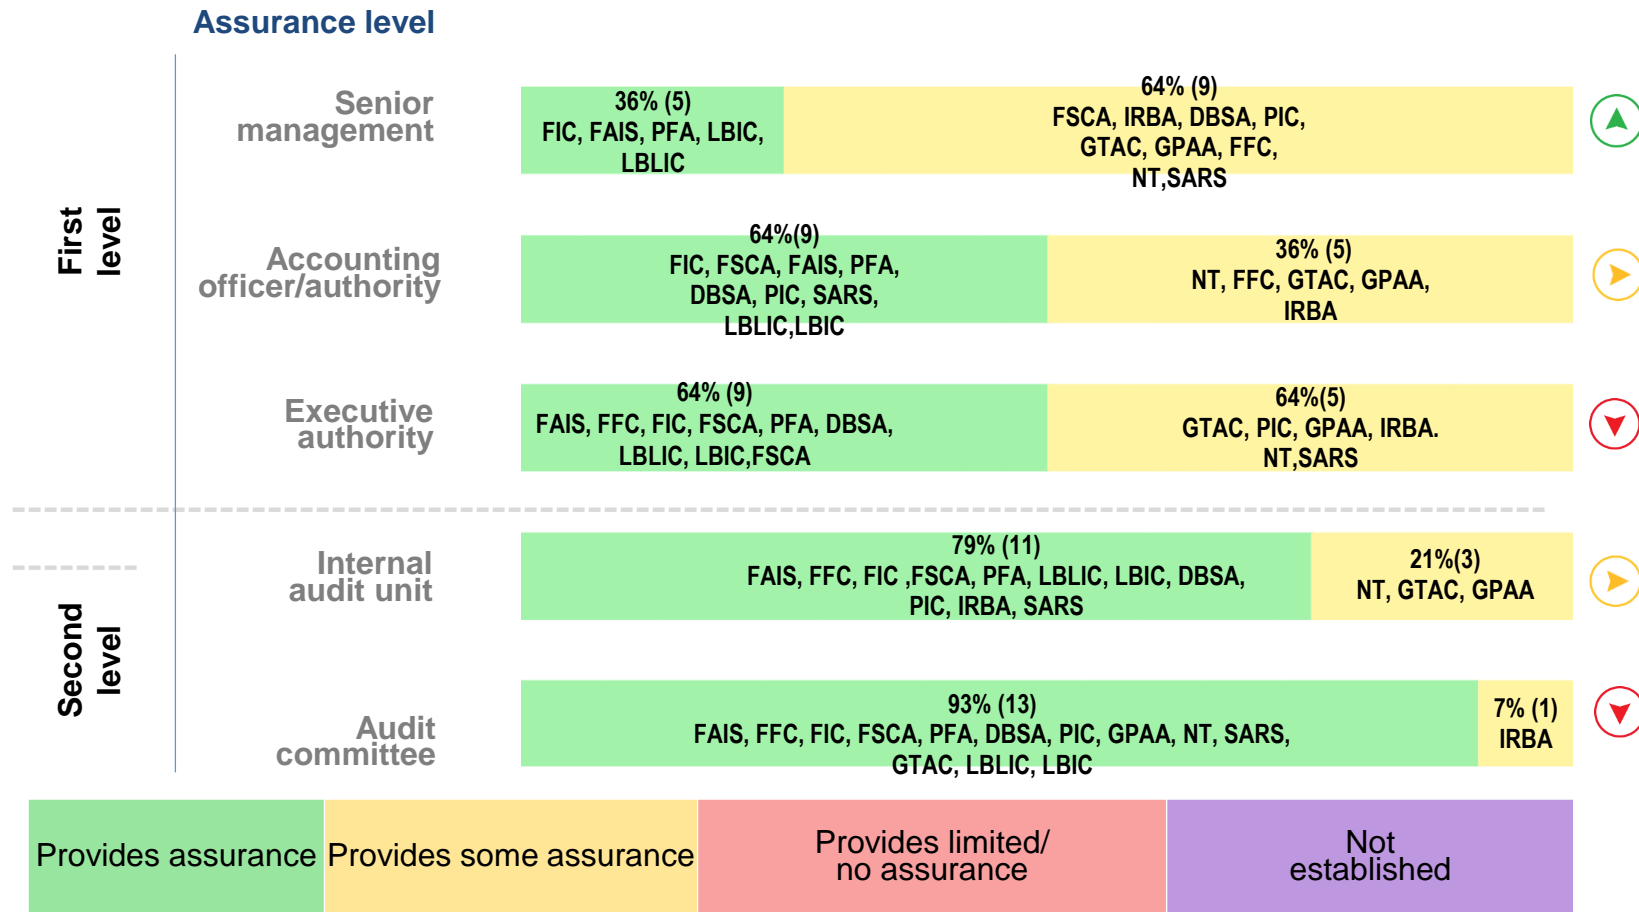 Assurance level
First
level
Senior
management
36% (5)
FIC, FAIS, PFA, LBIC,
LBLIC
64% (9)
FSCA, IRBA, DBSA, PIC,
GTAC, GPAA, FFC,
NT,SARS
Accounting
officer/authority
64%(9)
FIC, FSCA, FAIS, PFA,
DBSA, PIC, SARS,
LBLIC,LBIC
36% (5)
NT, FFC, GTAC, GPAA,
IRBA
Executive
authority
64% (9)
FAIS, FFC, FIC, FSCA, PFA, DBSA,
LBLIC, LBIC,FSCA
64%(5)
GTAC, PIC, GPAA, IRBA.
NT,SARS
Second
level
Internal
audit unit
79% (11)
FAIS, FFC, FIC ,FSCA, PFA, LBLIC, LBIC, DBSA,
PIC, IRBA, SARS
21%(3)
NT, GTAC, GPAA
Audit
committee
93% (13)
FAIS, FFC, FIC, FSCA, PFA, DBSA, PIC, GPAA, NT, SARS,
GTAC, LBLIC, LBIC
7% (1)
IRBA
Provides assurance
Provides some assurance
Provides limited/
no assurance
Not
established